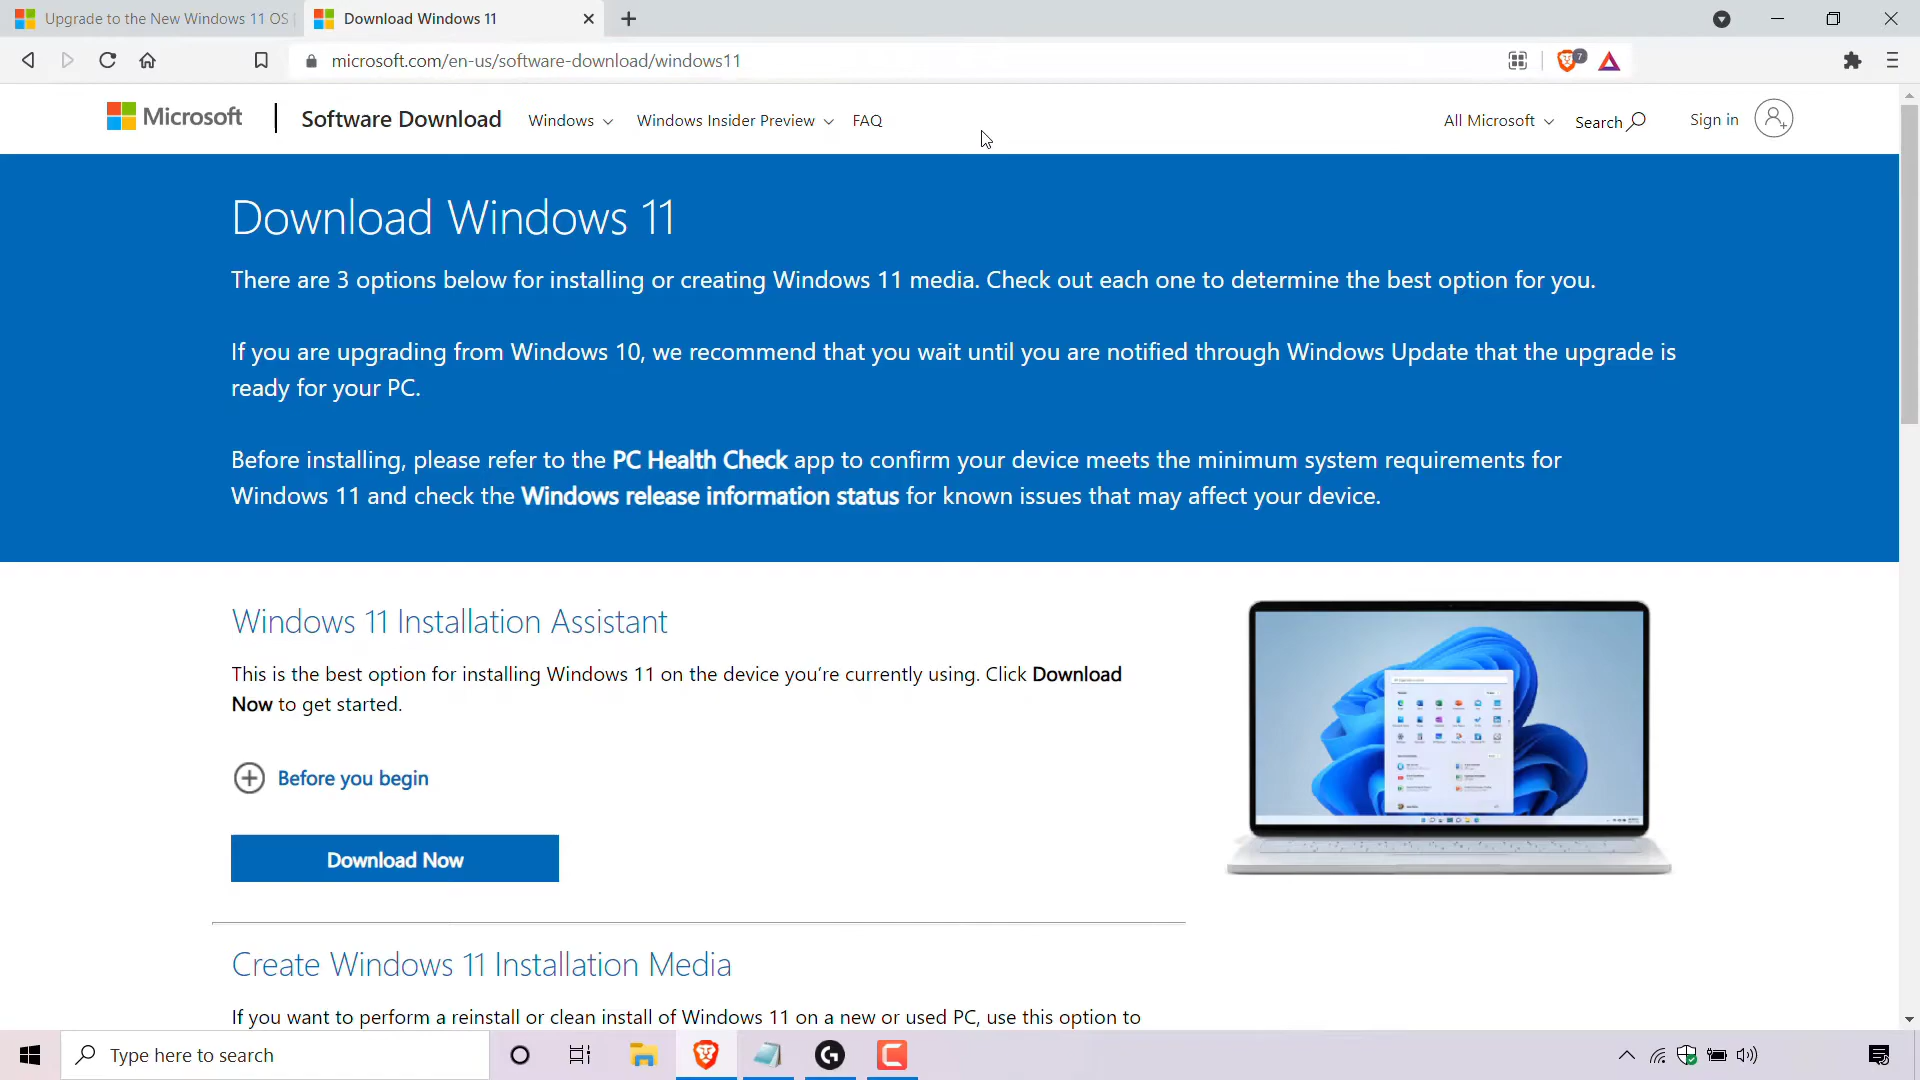 Upgrade to the New Windows 11 OS
Download Windows 11
microsoft.com/en-us/software-download/windows11
7
Microsoft
Software Download
Windows
Windows Insider Preview
FAQ
All Microsoft
Search
Sign in
Download Windows 11
There are 3 options below for installing or creating Windows 11 media. Check out each one to determine the best option for you.
If you are upgrading from Windows 10, we recommend that you wait until you are notified through Windows Update that the upgrade is
ready for your PC.
Before installing, please refer to the PC Health Check app to confirm your device meets the minimum system requirements for
Windows 11 and check the Windows release information status for known issues that may affect your device.
Windows 11 Installation Assistant
This is the best option for installing Windows 11 on the device you’re currently using. Click Download
Now to get started.
Before you begin
Download Now
Create Windows 11 Installation Media
If you want to perform a reinstall or clean install of Windows 11 on a new or used PC, use this option to
Type here to search